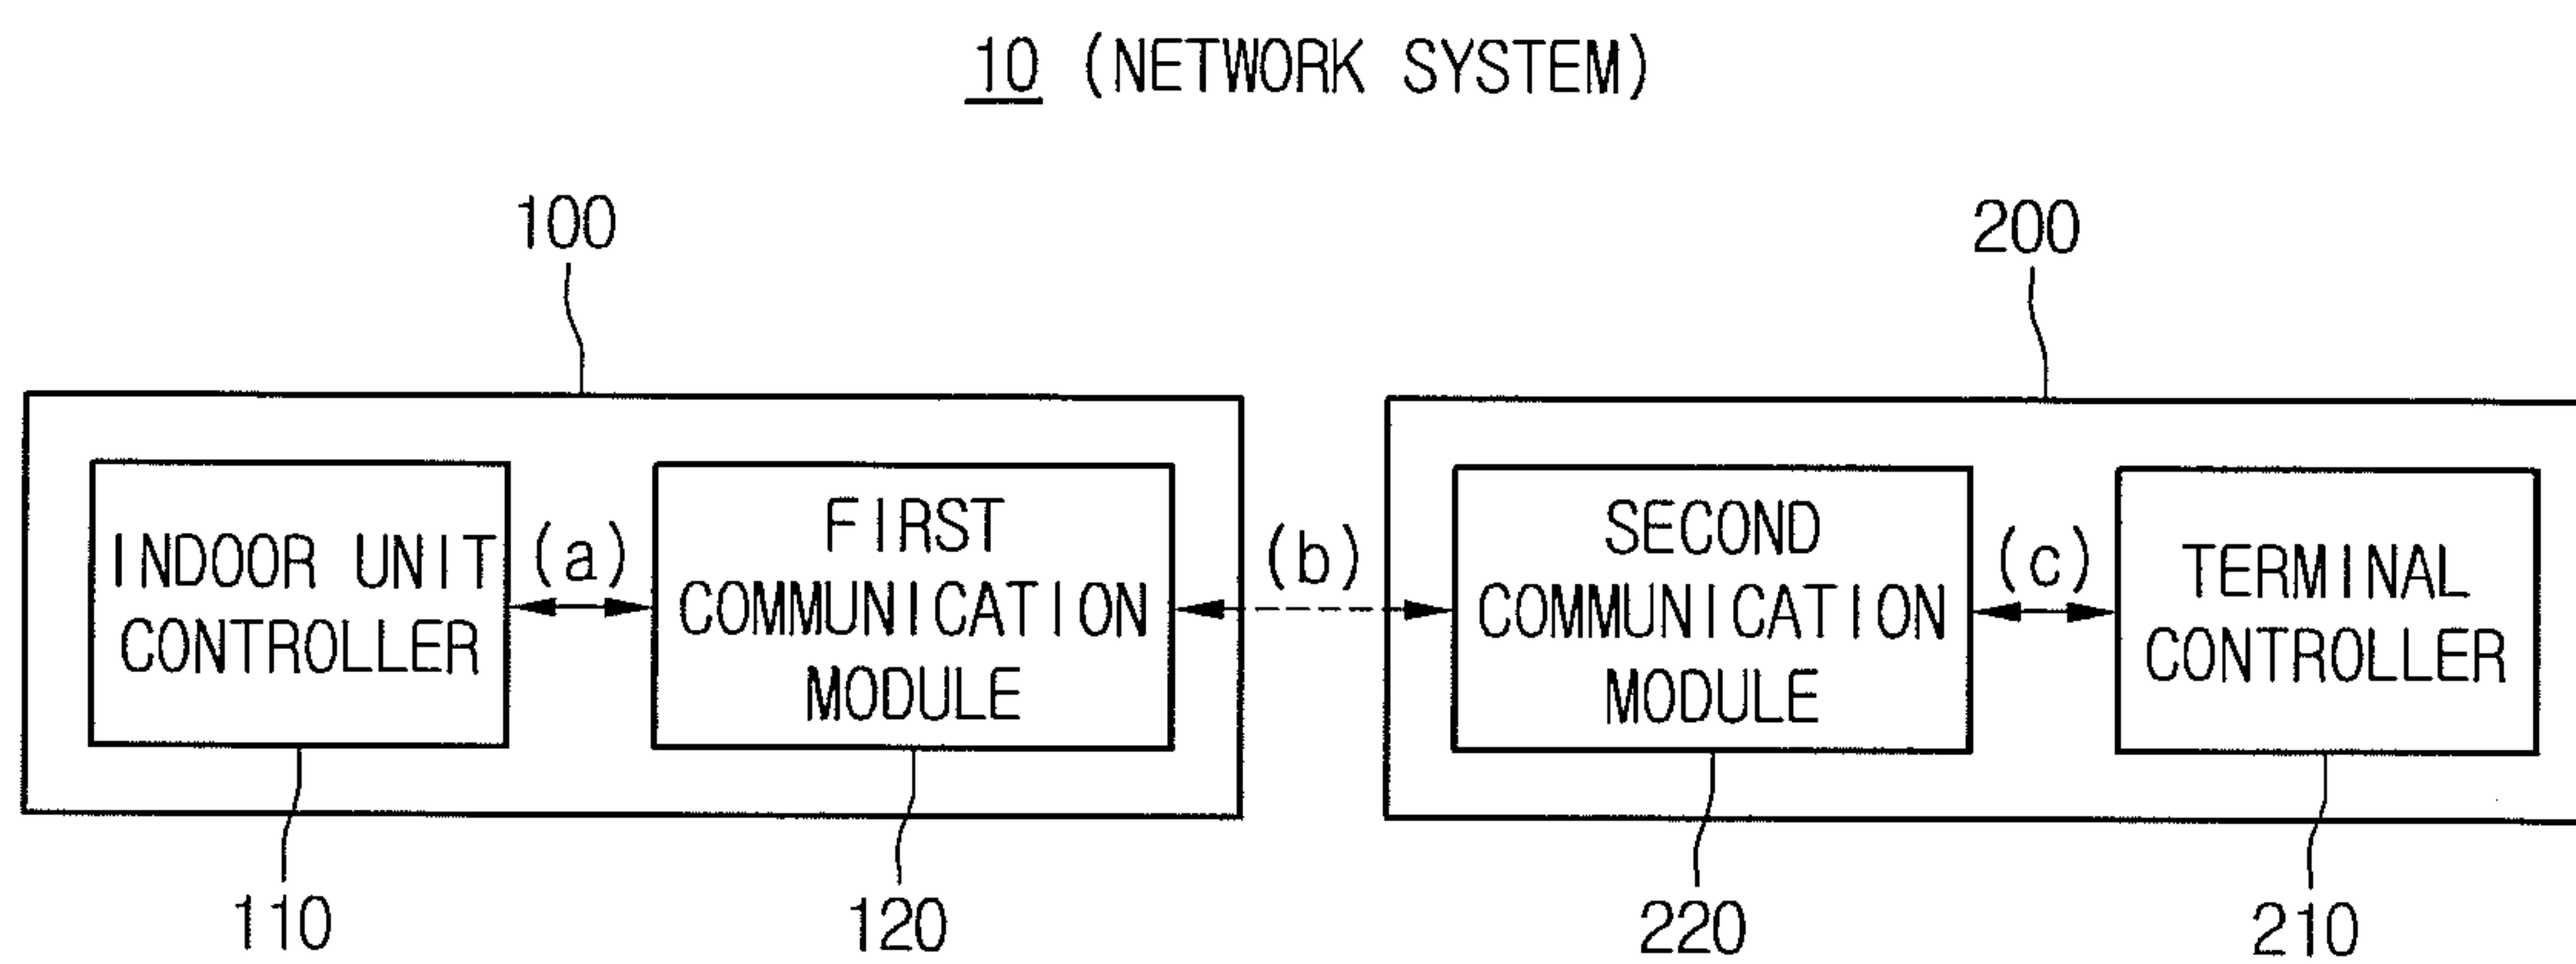 10 (NETWORK SYSTEM)
100
200
INDOOR UNIT
CONTROLLER
(a)
FIRST
COMMUNICATION
MODULE
(b)
SECOND
COMMUNICATION
MODULE
(c)
TERMINAL
CONTROLLER
110
120
220
210